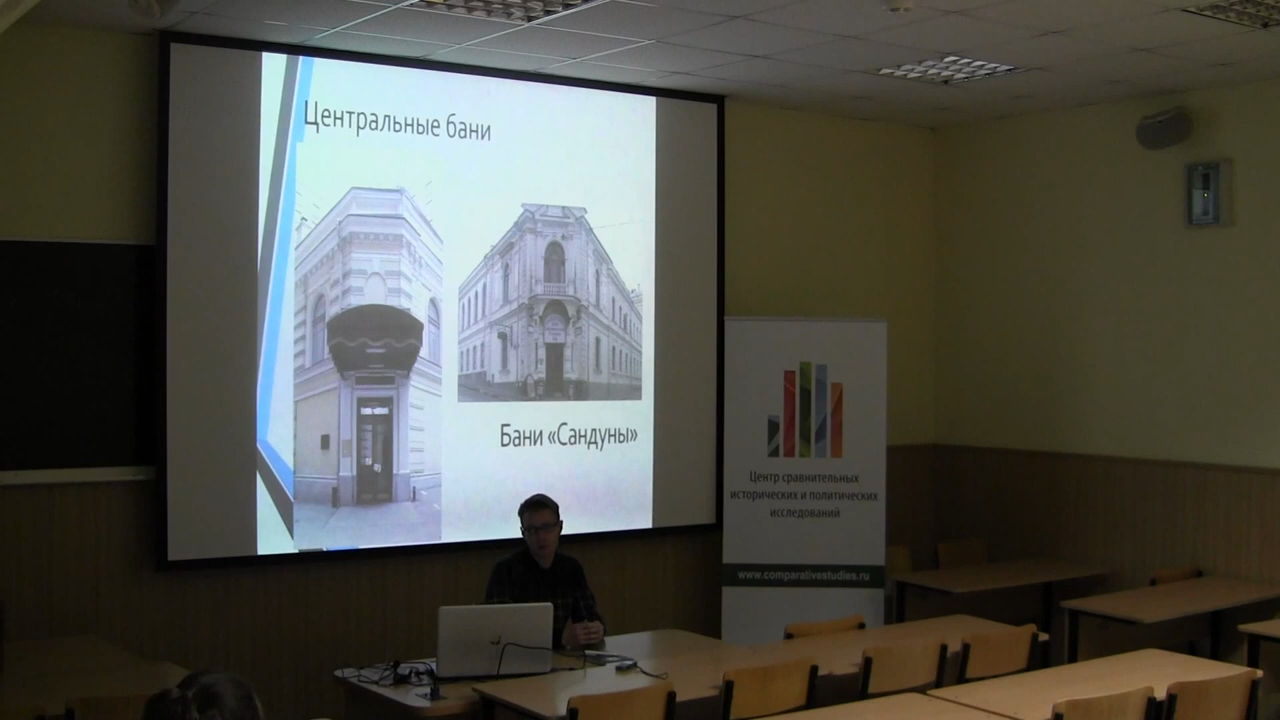 Центральные бани
Бани «Сандуны»
Центр сравнительных
исторических и политических
исследований
www.comparativestudies.ru